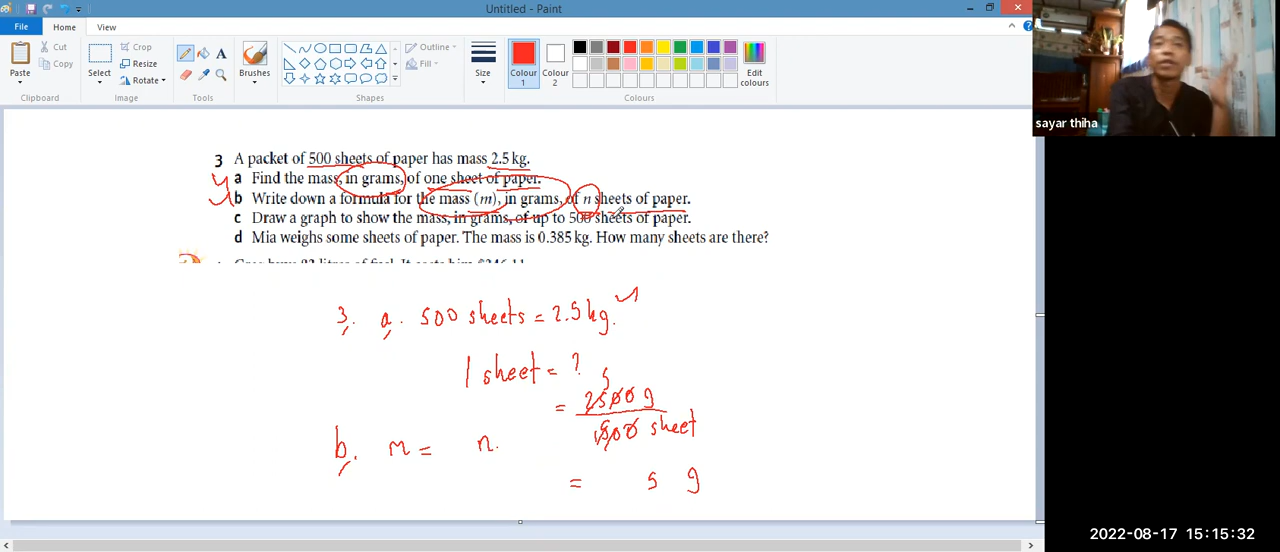 Untitled - Paint
File Home View
Paste
Cut
Copy
Clipboard
Select
Crop
Resize
Rotate
Image
A
Tools
Brushes
Shapes
Outline
Fill
Size
Colour 1
Colour 2
Edit colours
Colours
sayar thiha
3 A packet of 500 sheets of paper has mass 2.5 kg.
a Find the mass, in grams, of one sheet of paper.
b Write down a formula for the mass (m), in grams, of n sheets of paper.
c Draw a graph to show the mass, in grams, of up to 500 sheets of paper.
d Mia weighs some sheets of paper. The mass is 0.385 kg. How many sheets are there?
3. a. 500 sheets = 2.5 kg.
1 sheet = ?
5
= 2500 g
500 sheet
b. m = n.
= 5 g
2022-08-17 15:15:32